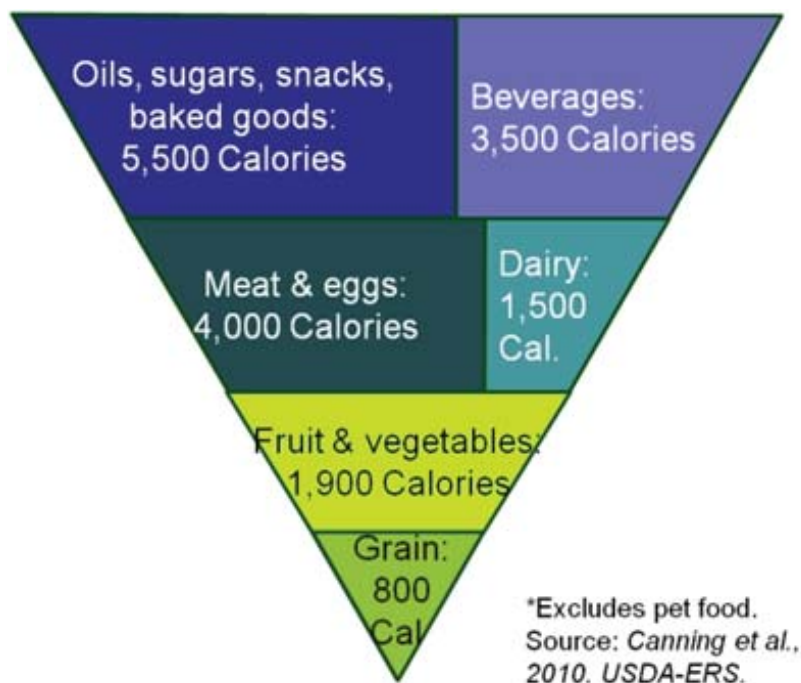 Oils, sugars, snacks,
baked goods:
5,500 Calories
Beverages:
3,500 Calories
Meat & eggs:
4,000 Calories
Dairy:
1,500
Cal.
Fruit & vegetables:
1,900 Calories
Grain:
800
Cal
*Excludes pet food.
Source: Canning et al.,
2010. USDA-ERS.